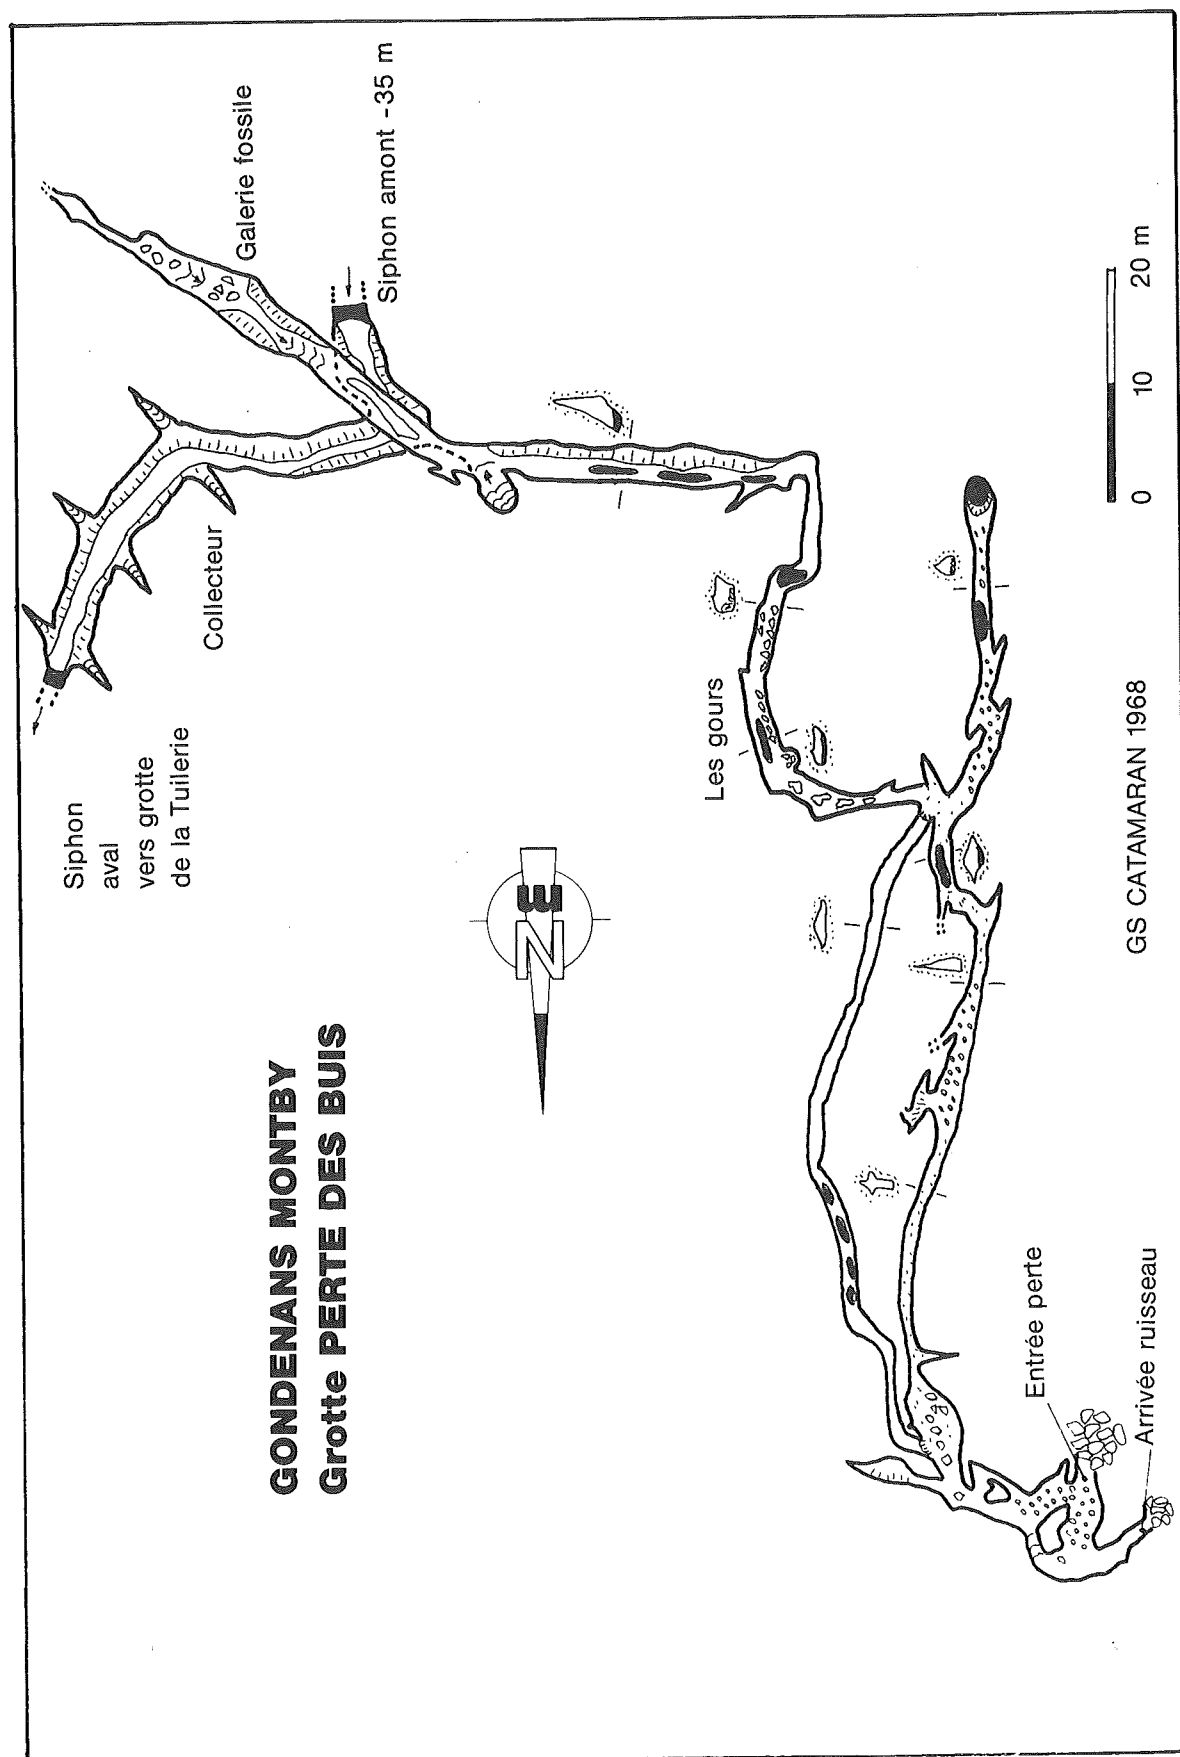 GONDENANS MONTBY
Grotte PERTE DES BUIS
Siphon
aval
vers grotte
de la Tuilerie
Collecteur
Galerie fossile
Siphon amont -35 m
Les gours
Entrée perte
Arrivée ruisseau
N
0 10 20 m
GS CATAMARAN 1968